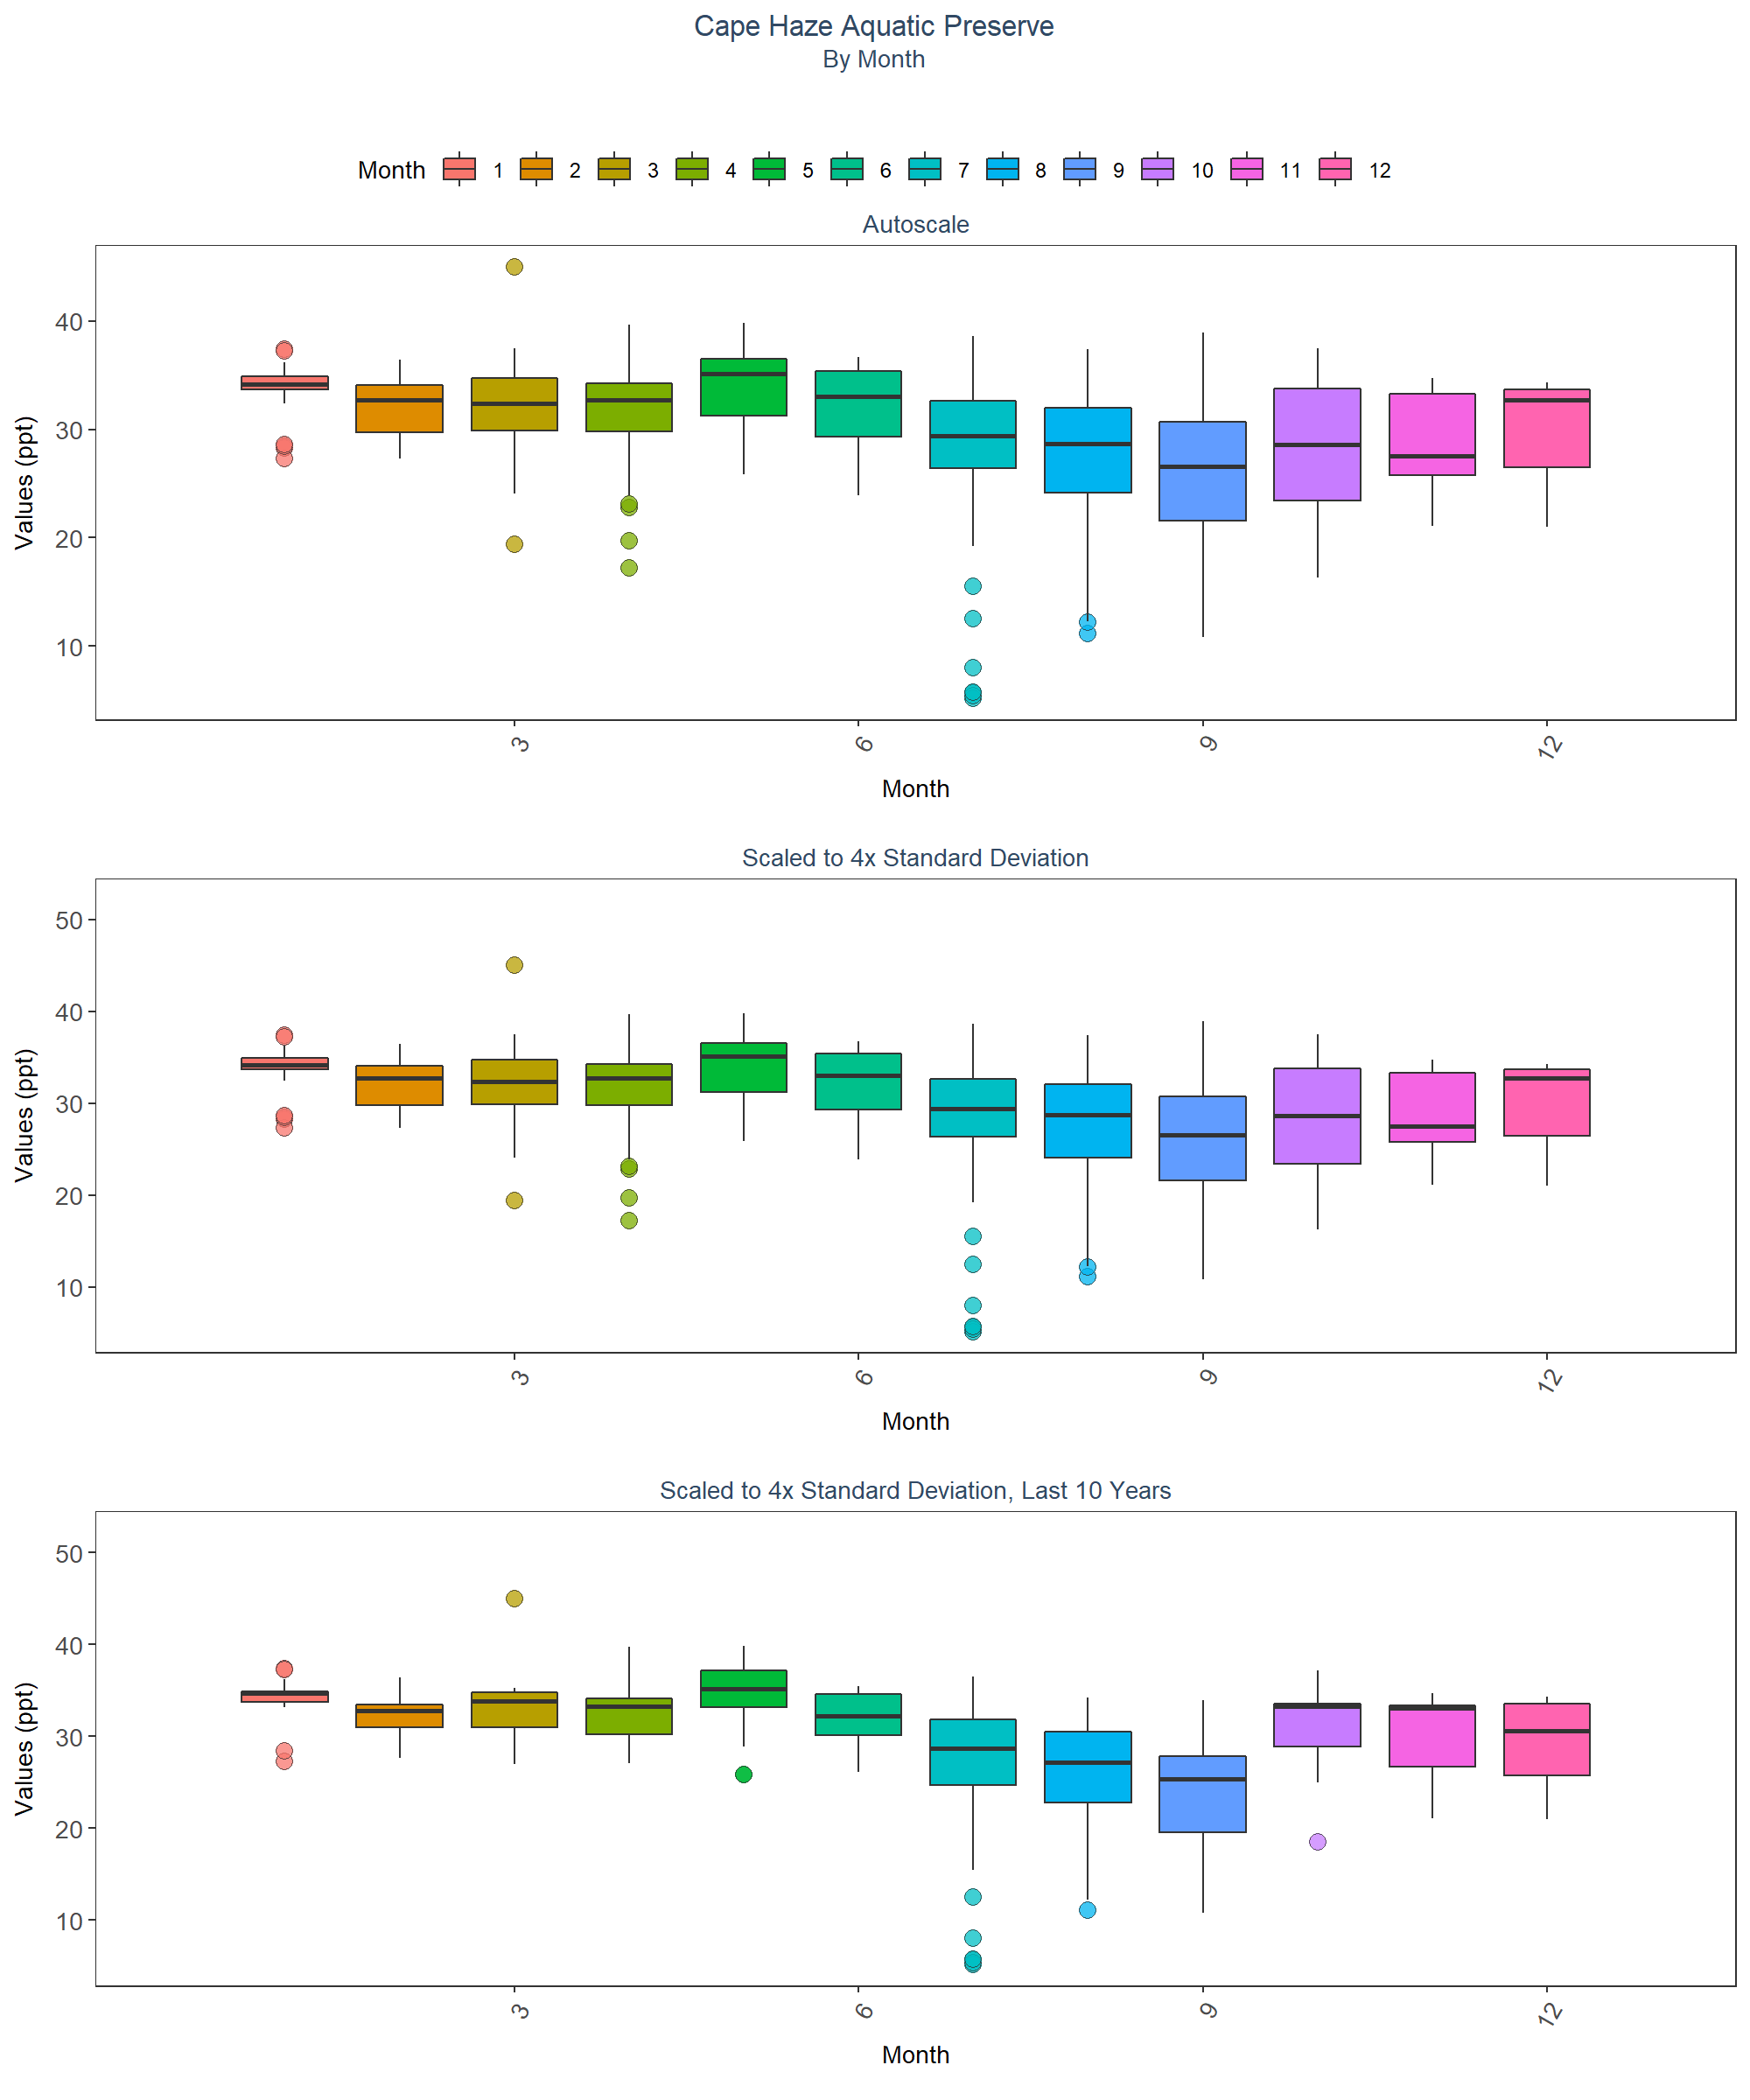 Cape Haze Aquatic Preserve
By Month
Month 1 2 3 4 5 6 7 8 9 10 11 12
Autoscale
Values (ppt)
40
30
20
10
3 6 9 12
Month
Scaled to 4x Standard Deviation
Values (ppt)
50
40
30
20
10
3 6 9 12
Month
Scaled to 4x Standard Deviation, Last 10 Years
Values (ppt)
50
40
30
20
10
3 6 9 12
Month